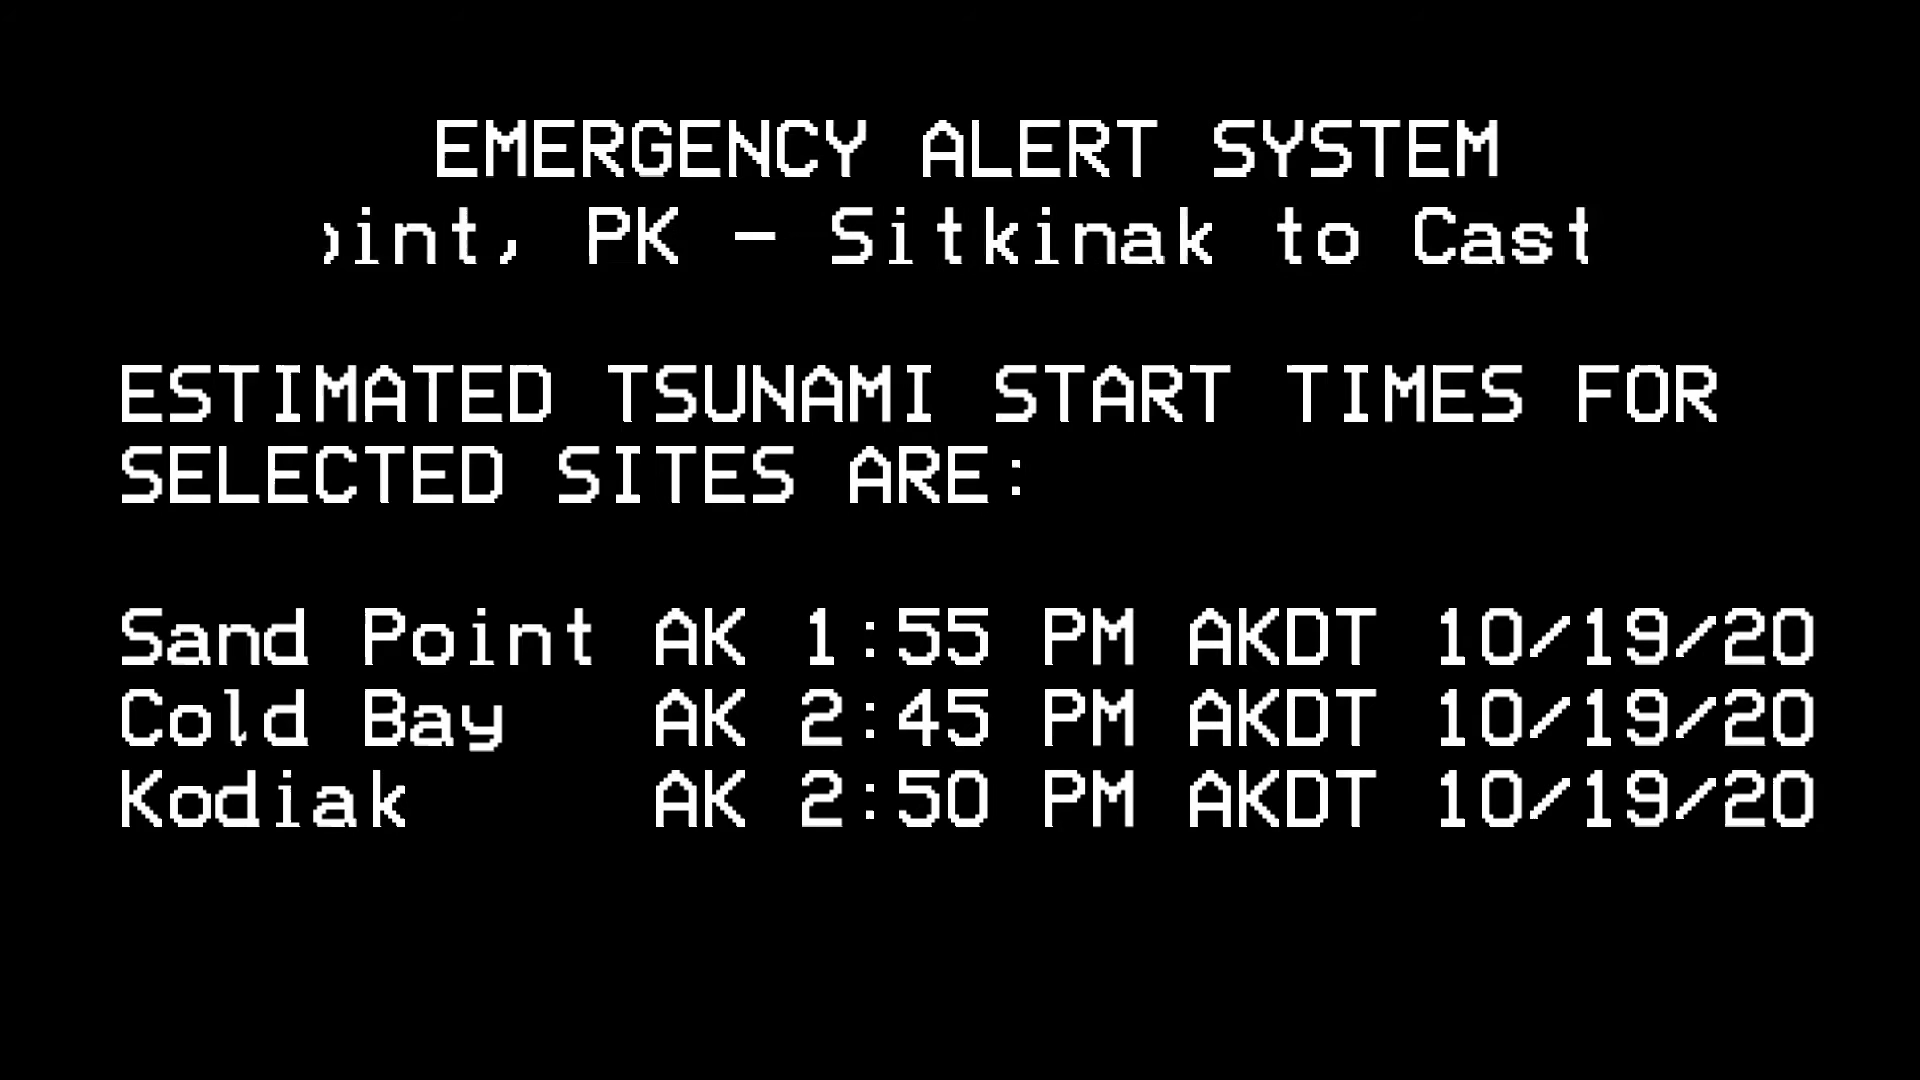 EMERGENCY ALERT SYSTEM
int, PK - Sitkinak to Cast
ESTIMATED TSUNAMI START TIMES FOR
SELECTED SITES ARE:
Sand Point AK 1:55 PM AKDT 10/19/20
Cold Bay AK 2:45 PM AKDT 10/19/20
Kodiak AK 2:50 PM AKDT 10/19/20